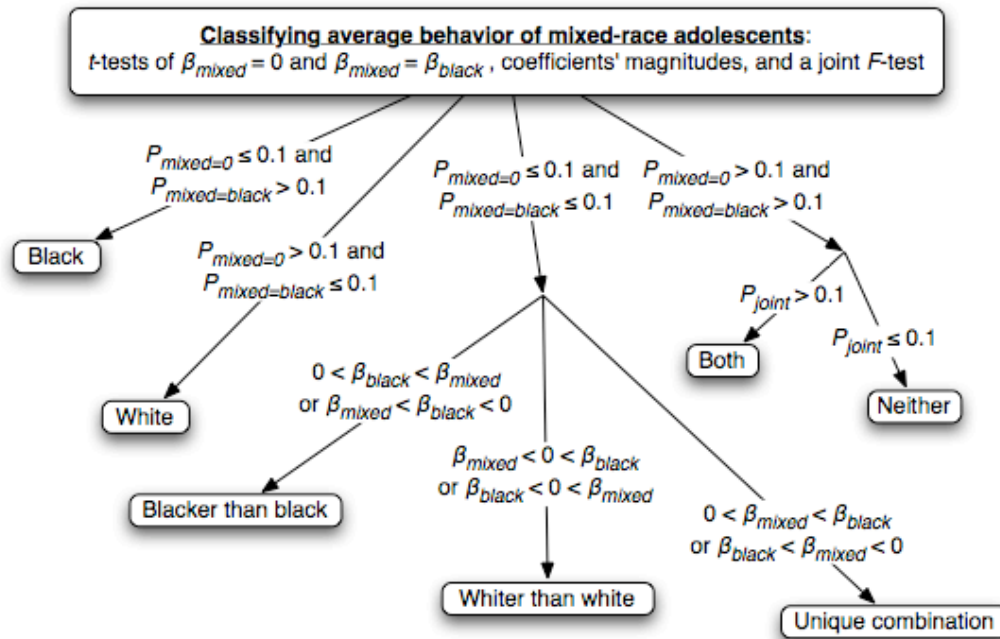 Classifying average behavior of mixed-race adolescents:
t-tests of βmixed = 0 and βmixed = βblack , coefficients' magnitudes, and a joint F-test
Pmixed=0 ≤ 0.1 and
Pmixed=black > 0.1
Black
Pmixed=0 > 0.1 and
Pmixed=black ≤ 0.1
White
Pmixed=0 ≤ 0.1 and
Pmixed=black ≤ 0.1
0 < βblack < βmixed
or βmixed < βblack < 0
Blacker than black
βmixed < 0 < βblack
or βblack < 0 < βmixed
Whiter than white
0 < βmixed < βblack
or βblack < βmixed < 0
Unique combination
Pmixed=0 > 0.1 and
Pmixed=black > 0.1
Pjoint > 0.1
Both
Pjoint ≤ 0.1
Neither